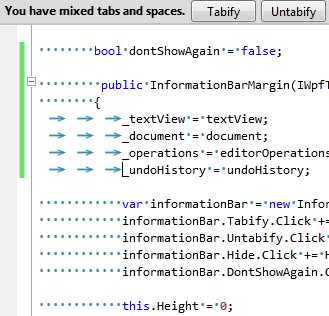 You have mixed tabs and spaces. Tabify Untabify
bool dontShowAgain = false;
public InformationBarMargin(IWpfT
{
_textView = textView;
_document = document;
_operations = editorOperations
_undoHistory = undoHistory;
var informationBar = new Infor
informationBar.Tabify.Click +=
informationBar.Untabify.Click
informationBar.Hide.Click += H
informationBar.DontShowAgain.C
this.Height = 0;